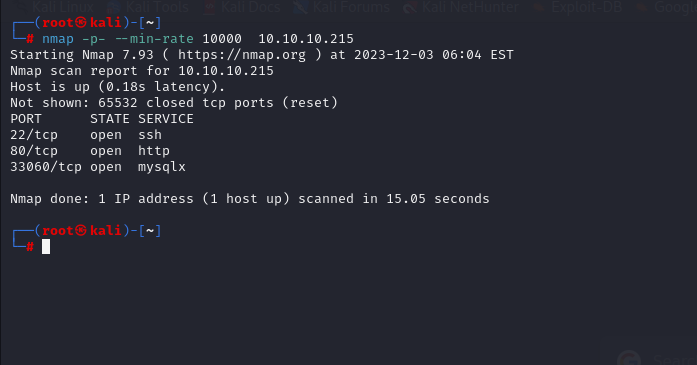 Kali Linux Kali Tools Kali Docs Kali Forums Kali NetHunter Exploit-DB
┌──(root㉿kali)-[~]
└─# nmap -p- --min-rate 10000  10.10.10.215
Starting Nmap 7.93 ( https://nmap.org ) at 2023-12-03 06:04 EST
Nmap scan report for 10.10.10.215
Host is up (0.18s latency).
Not shown: 65532 closed tcp ports (reset)
PORT      STATE SERVICE
22/tcp    open  ssh
80/tcp    open  http
33060/tcp open  mysqlx
Nmap done: 1 IP address (1 host up) scanned in 15.05 seconds
┌──(root㉿kali)-[~]
└─#